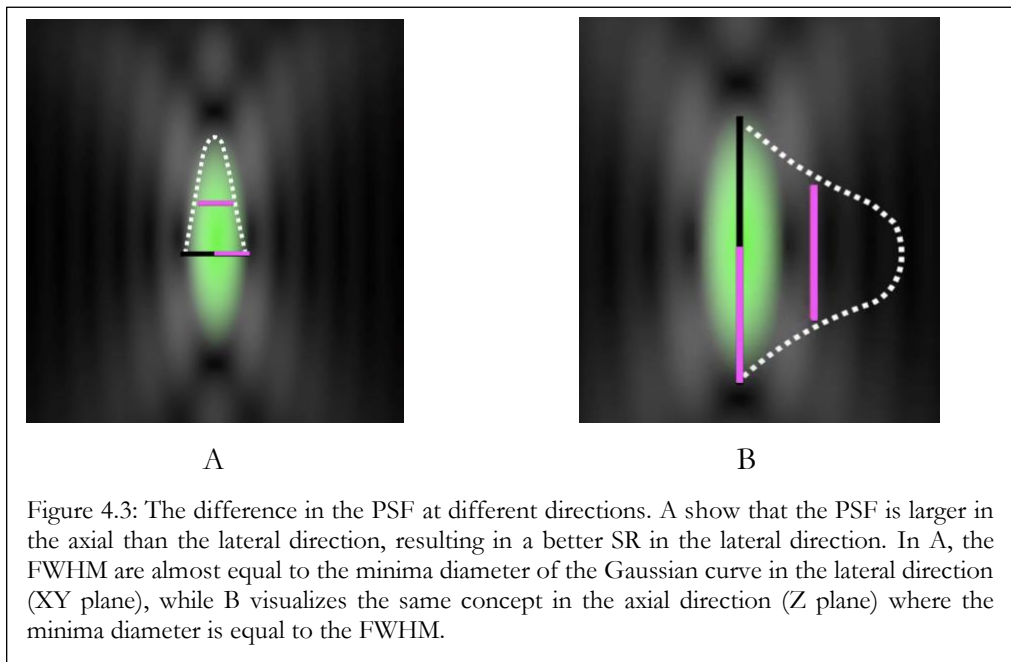 A
B
Figure 4.3: The difference in the PSF at different directions. A show that the PSF is larger in
the axial than the lateral direction, resulting in a better SR in the lateral direction. In A, the
FWHM are almost equal to the minima diameter of the Gaussian curve in the lateral direction
(XY plane), while B visualizes the same concept in the axial direction (Z plane) where the
minima diameter is equal to the FWHM.